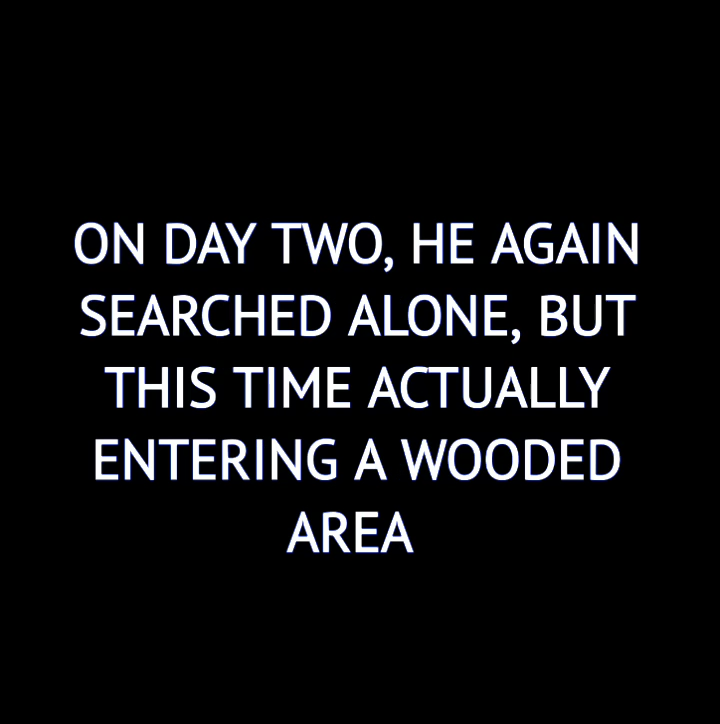 ON DAY TWO, HE AGAIN
SEARCHED ALONE, BUT
THIS TIME ACTUALLY
ENTERING A WOODED
AREA